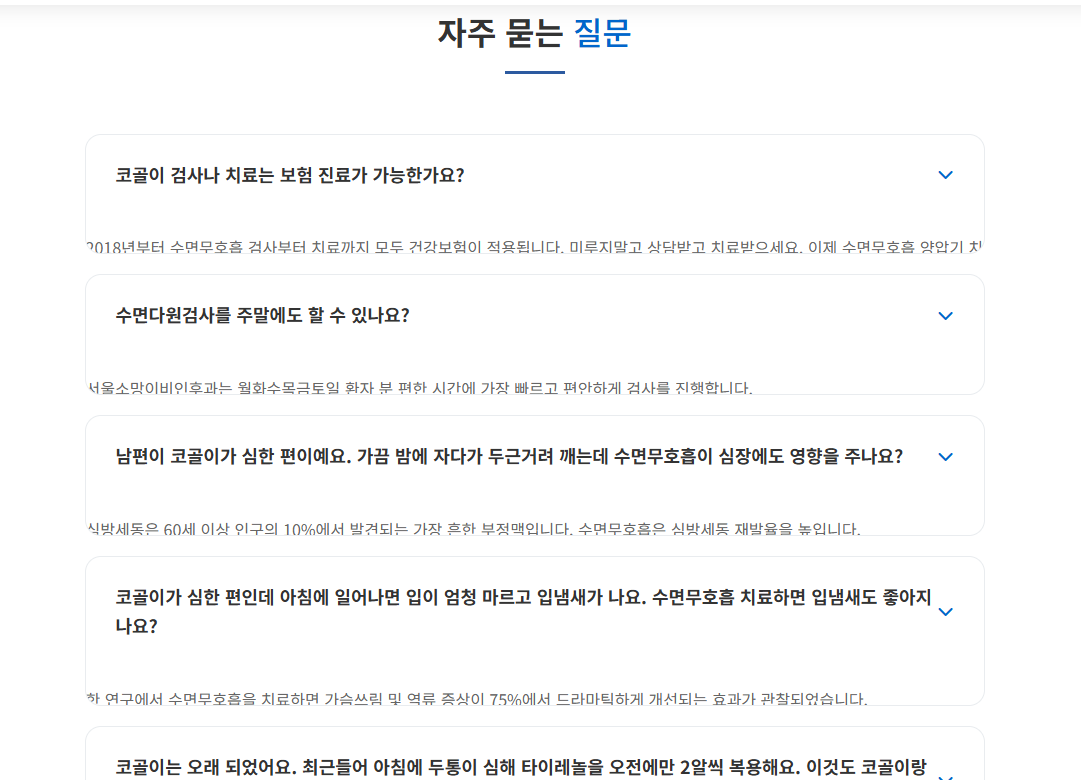 자주 묻는 질문
코골이 검사나 치료는 보험 진료가 가능한가요?
2018년부터 수면무호흡 검사부터 치료까지 모두 건강보험이 적용됩니다. 미루지말고 상담받고 치료받으세요. 이제 수면무호흡 양압기 치
수면다원검사를 주말에도 할 수 있나요?
서울소망이비인후과는 월화수목금토일 환자 분 편한 시간에 가장 빠르고 편안하게 검사를 진행합니다.
남편이 코골이가 심한 편이예요. 가끔 밤에 자다가 두근거려 깨는데 수면무호흡이 심장에도 영향을 주나요?
심방세동은 60세 이상 인구의 10%에서 발견되는 가장 흔한 부정맥입니다. 수면무호흡은 심방세동 재발율을 높입니다.
코골이가 심한 편인데 아침에 일어나면 입이 엄청 마르고 입냄새가 나요. 수면무호흡 치료하면 입냄새도 좋아지
나요?
한 연구에서 수면무호흡을 치료하면 가슴쓰림 및 역류 증상이 75%에서 드라마틱하게 개선되는 효과가 관찰되었습니다.
코골이는 오래 되었어요. 최근들어 아침에 두통이 심해 타이레놀을 오전에만 2알씩 복용해요. 이것도 코골이랑